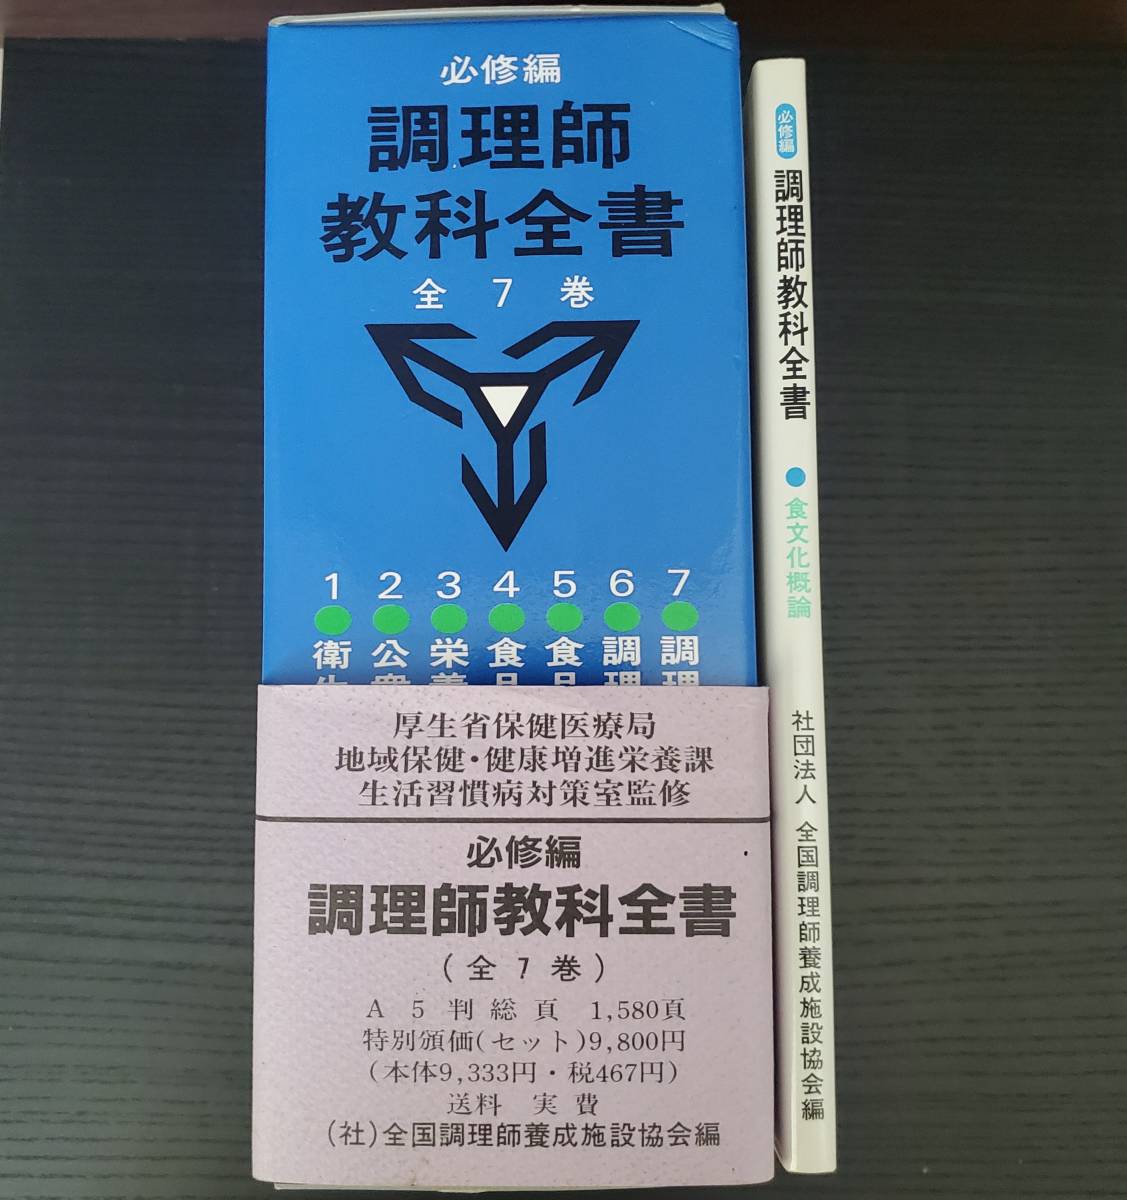 必修編
調理師
教科全書
全7巻
1 2 3 4 5 6 7
衛 公 栄 食 食 調 調
厚生省保健医療局
地域保健・健康増進栄養課
生活習慣病対策室監修
必修編
調理師教科全書
(全7巻)
A5判総頁 1,580頁
特別頒価(セット)9,800円
(本体9,333円・税467円)
送料 実費
(社)全国調理師養成施設協会編
必修編
調理師教科全書
●食文化概論
社団法人 全国調理師養成施設協会編